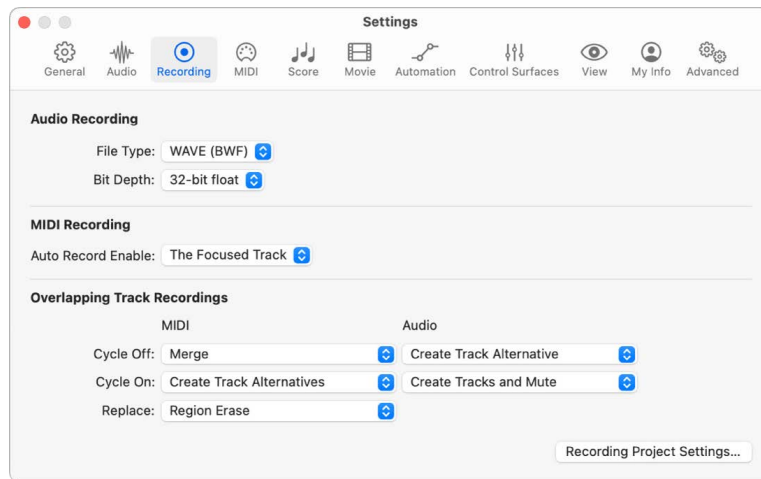 Settings
General Audio Recording MIDI Score Movie Automation Control Surfaces View My Info Advanced
Audio Recording
File Type: WAVE (BWF)
Bit Depth: 32-bit float
MIDI Recording
Auto Record Enable: The Focused Track
Overlapping Track Recordings
MIDI Audio
Cycle Off: Merge Create Track Alternative
Cycle On: Create Track Alternatives Create Tracks and Mute
Replace: Region Erase
Recording Project Settings...